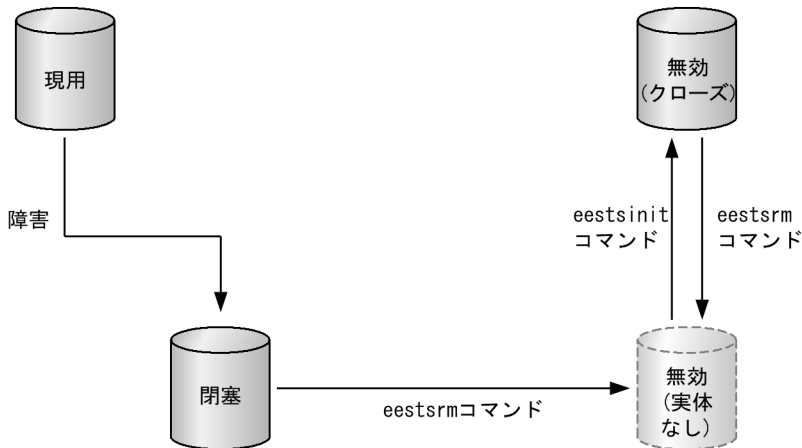 現用
無効
(クローズ)
障害
eestsinit
コマンド
eestsrm
コマンド
閉塞
eestsrmコマンド
無効
(実体
なし)